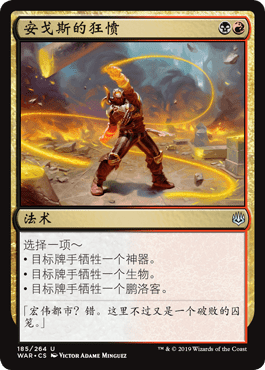 安戈斯的狂愤
法术
选择一项～
•目标牌手牺牲一个神器。
•目标牌手牺牲一个生物。
•目标牌手牺牲一个鹏洛客。
「宏伟都市？错。这里不过又是一个破败的囚
笼。」
185/264 U
WAR • CS Victor Adame Minguez
™ & © 2019 Wizards of the Coast